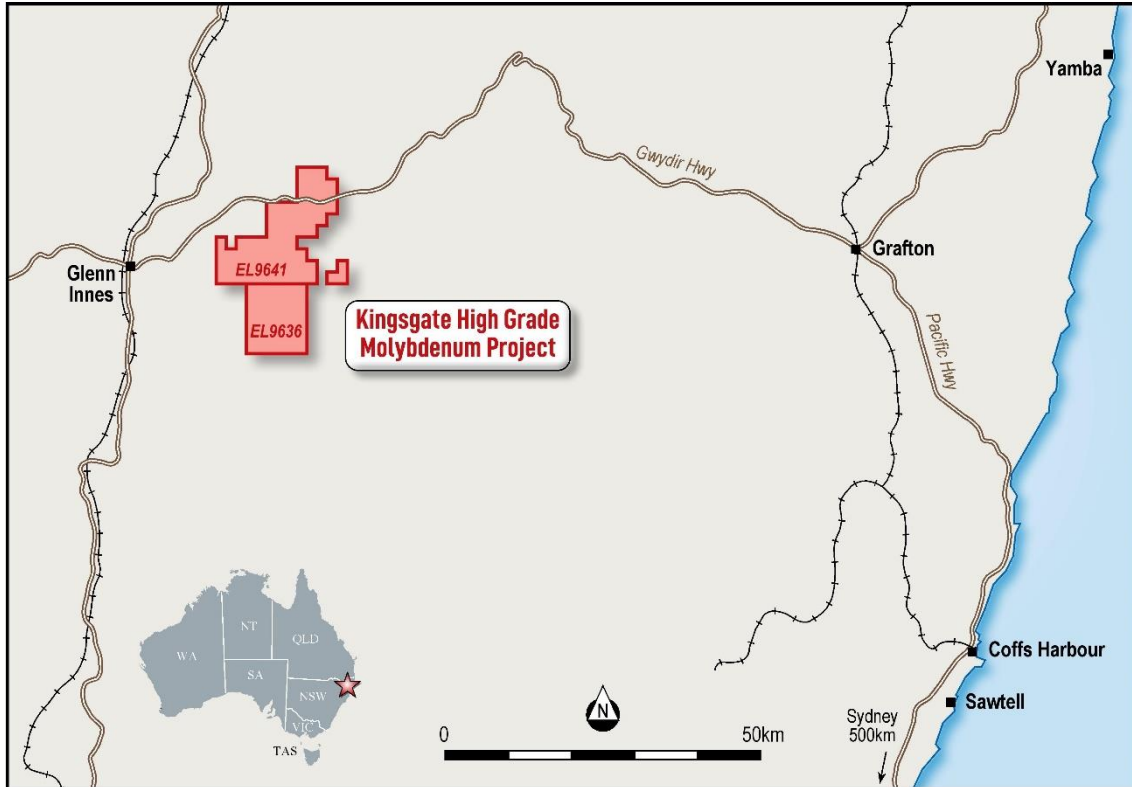 Yamba
Gwydir Hwy
Grafton
Glenn
Innes
EL9641
EL9636
Kingsgate High Grade
Molybdenum Project
Pacific Hwy
NT
QLD
WA
SA
NSW
VIC
TAS
N
0
50km
Coffs Harbour
Sawtell
Sydney
500km